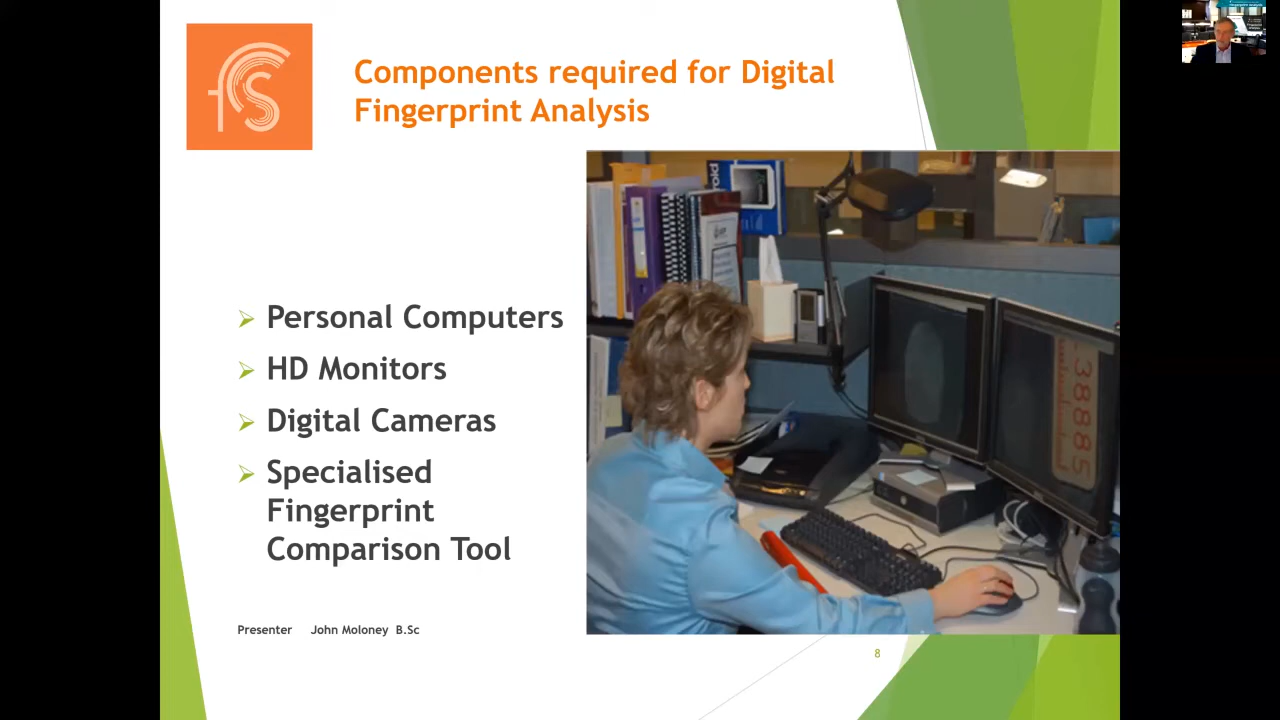 Components required for Digital
Fingerprint Analysis
Personal Computers
HD Monitors
Digital Cameras
Specialised
Fingerprint
Comparison Tool
38885
Presenter John Moloney B.Sc
8